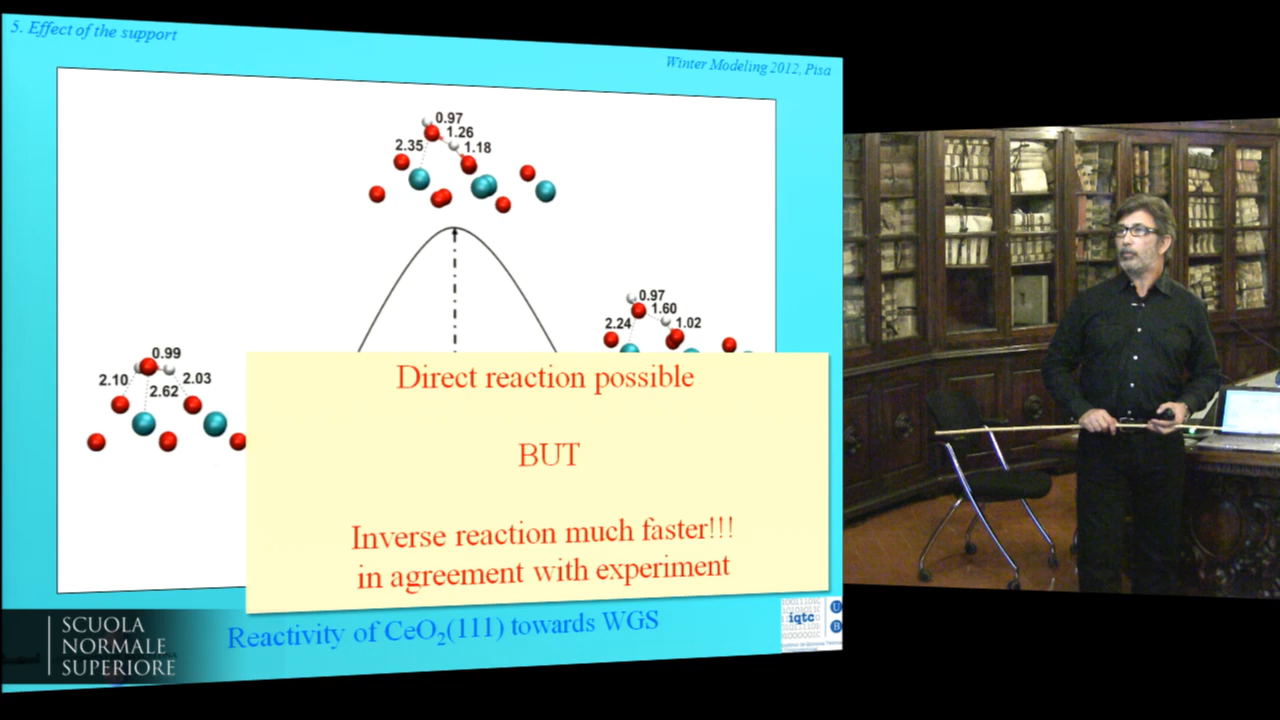 5. Effect of the support
Winter Modeling 2012, Pisa
0.97
1.26
2.35
1.18
0.97
1.60
2.24
1.02
0.99
2.10
2.03
2.62
Direct reaction possible
BUT
Inverse reaction much faster!!!
in agreement with experiment
Reactivity of CeO₂(111) towards WGS
iqtc
U
B
SCUOLA
NORMALE
SUPERIORE